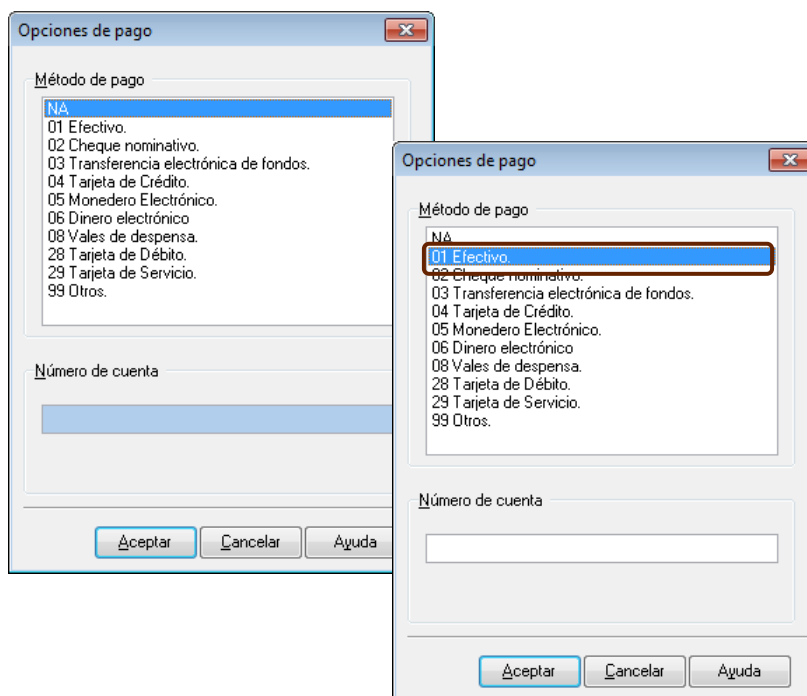 Opciones de pago
Método de pago
NA
01 Efectivo.
02 Cheque nominativo.
03 Transferencia electrónica de fondos.
04 Tarjeta de Crédito.
05 Monedero Electrónico.
06 Dinero electrónico
08 Vales de despensa.
28 Tarjeta de Débito.
29 Tarjeta de Servicio.
99 Otros.
Número de cuenta
Aceptar Cancelar Ayuda
Opciones de pago
Método de pago
NA
01 Efectivo.
02 Cheque nominativo.
03 Transferencia electrónica de fondos.
04 Tarjeta de Crédito.
05 Monedero Electrónico.
06 Dinero electrónico
08 Vales de despensa.
28 Tarjeta de Débito.
29 Tarjeta de Servicio.
99 Otros.
Número de cuenta
Aceptar Cancelar Ayuda